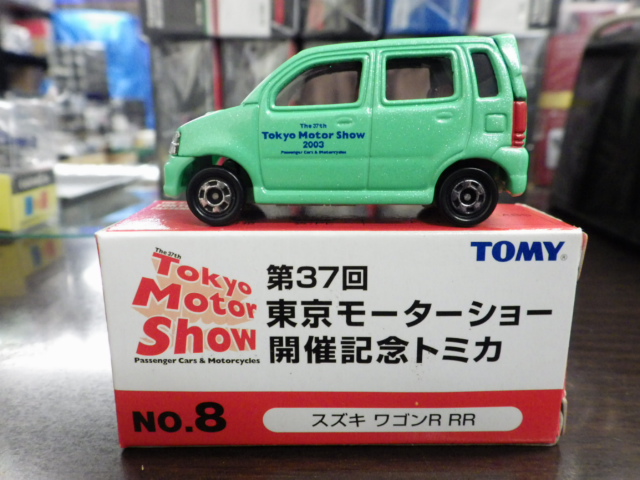 The 37th
Tokyo Motor Show
2003
Passenger Cars & Motorcycles
TOMY®
The 37th
Tokyo
Motor
Show
Passenger Cars & Motorcycles
第37回
東京モーターショー
開催記念トミカ
NO.8
スズキ ワゴンR RR